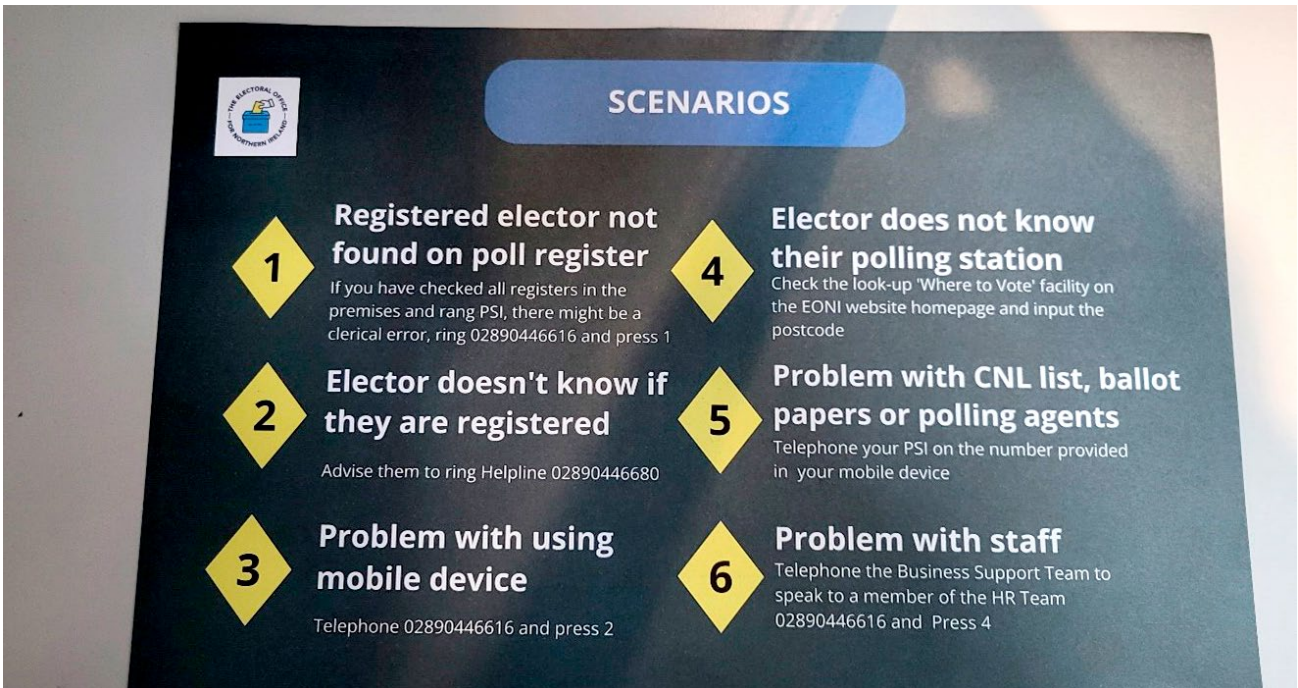 THE ELECTORAL OFFICE
FOR NORTHERN IRELAND
SCENARIOS
1
Registered elector not
found on poll register
If you have checked all registers in the
premises and rang PSI, there might be a
clerical error, ring 02890446616 and press 1
2
Elector doesn't know if
they are registered
Advise them to ring Helpline 02890446680
3
Problem with using
mobile device
Telephone 02890446616 and press 2
4
Elector does not know
their polling station
Check the look-up 'Where to Vote' facility on
the EONI website homepage and input the
postcode
5
Problem with CNL list, ballot
papers or polling agents
Telephone your PSI on the number provided
in your mobile device
6
Problem with staff
Telephone the Business Support Team to
speak to a member of the HR Team
02890446616 and Press 4